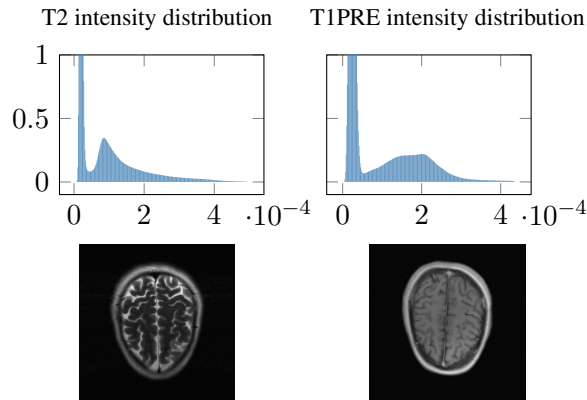 T2 intensity distribution
T1PRE intensity distribution
1
0.5
0
0 2 4 ·10⁻⁴
0 2 4 ·10⁻⁴